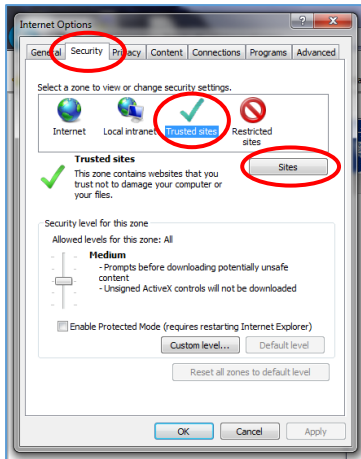 Internet Options
General Security Privacy Content Connections Programs Advanced
Select a zone to view or change security settings.
Internet Local intranet Trusted sites Restricted sites
Trusted sites
Sites
This zone contains websites that you
trust not to damage your computer or
your files.
Security level for this zone
Allowed levels for this zone: All
Medium
- Prompts before downloading potentially unsafe
content
- Unsigned ActiveX controls will not be downloaded
Enable Protected Mode (requires restarting Internet Explorer)
Custom level... Default level
Reset all zones to default level
OK Cancel Apply